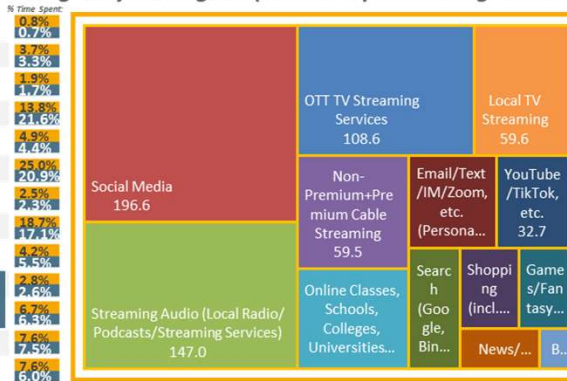 % Time Spent:
0.8%
0.7%
3.7%
3.3%
1.9%
1.7%
13.8%
21.6%
4.9%
4.4%
25.0%
20.9%
2.5%
2.3%
18.7%
17.1%
4.2%
5.5%
2.8%
2.6%
6.7%
6.3%
7.6%
7.5%
7.6%
6.0%
Social Media
196.6
Streaming Audio (Local Radio/
Podcasts/Streaming Services)
147.0
OTT TV Streaming
Services
108.6
Local TV
Streaming
59.6
Non-
Premium+Pre
mium Cable
Streaming
59.5
Email/Text
/IM/Zoom,
etc.
(Persona...
YouTube
/TikTok,
etc.
32.7
Online Classes,
Schools,
Colleges,
Universities...
Searc
h
(Goo
gle,
Bin...
Shoppi
ng
(incl....
Game
s/Fan
tasy...
News/...
B...